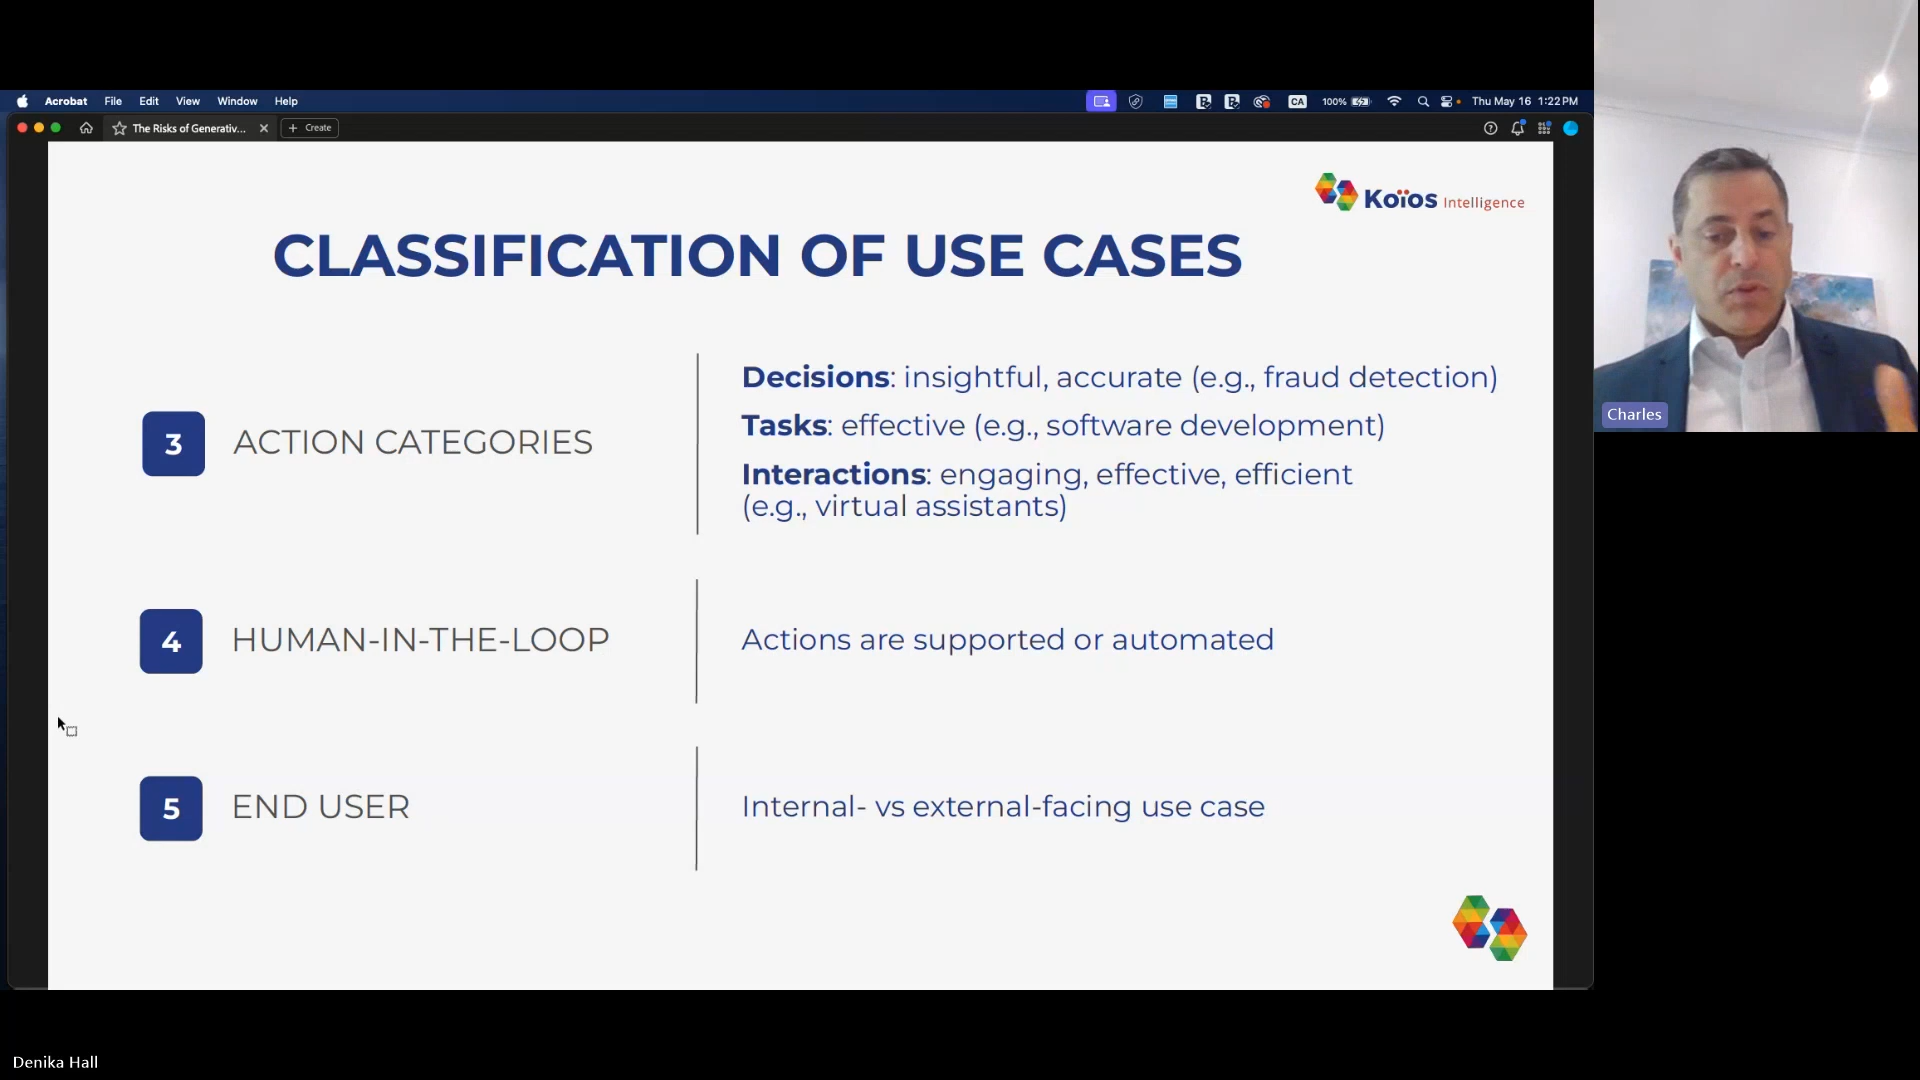 Acrobat File Edit View Window Help
CA 100% Thu May 16 1:22 PM
The Risks of Generativ... Create
Koïos Intelligence
CLASSIFICATION OF USE CASES
3 ACTION CATEGORIES
Decisions: insightful, accurate (e.g., fraud detection)
Tasks: effective (e.g., software development)
Interactions: engaging, effective, efficient
(e.g., virtual assistants)
4 HUMAN-IN-THE-LOOP
Actions are supported or automated
5 END USER
Internal- vs external-facing use case
Charles
Denika Hall